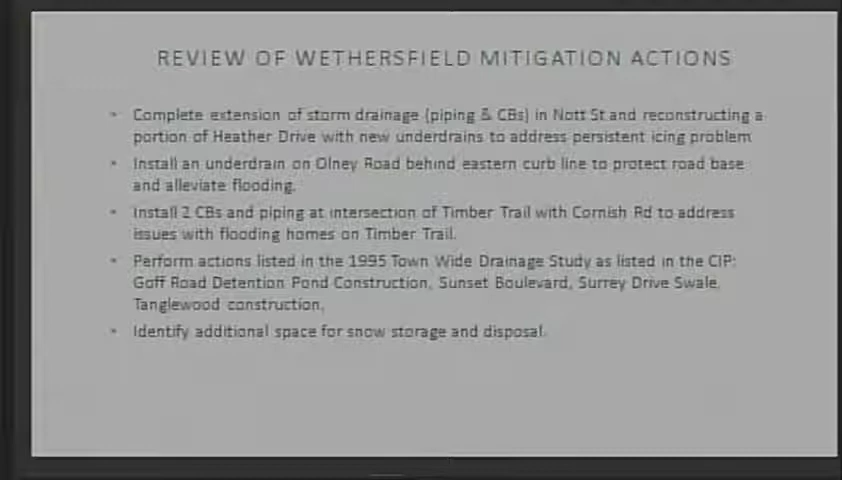 REVIEW OF WETHERSFIELD MITIGATION ACTIONS
• Complete extension of storm drainage (piping & CBs) in Nott St and reconstructing a
portion of Heather Drive with new underdrains to address persistent icing problem
• Install an underdrain on Olney Road behind eastern curb line to protect road base
and alleviate flooding.
• Install 2 CBs and piping at intersection of Timber Trail with Cornish Rd to address
issues with flooding homes on Timber Trail.
• Perform actions listed in the 1995 Town Wide Drainage Study as listed in the CIP:
Goff Road Detention Pond Construction, Sunset Boulevard, Surrey Drive Swale,
Tanglewood construction.
• Identify additional space for snow storage and disposal.